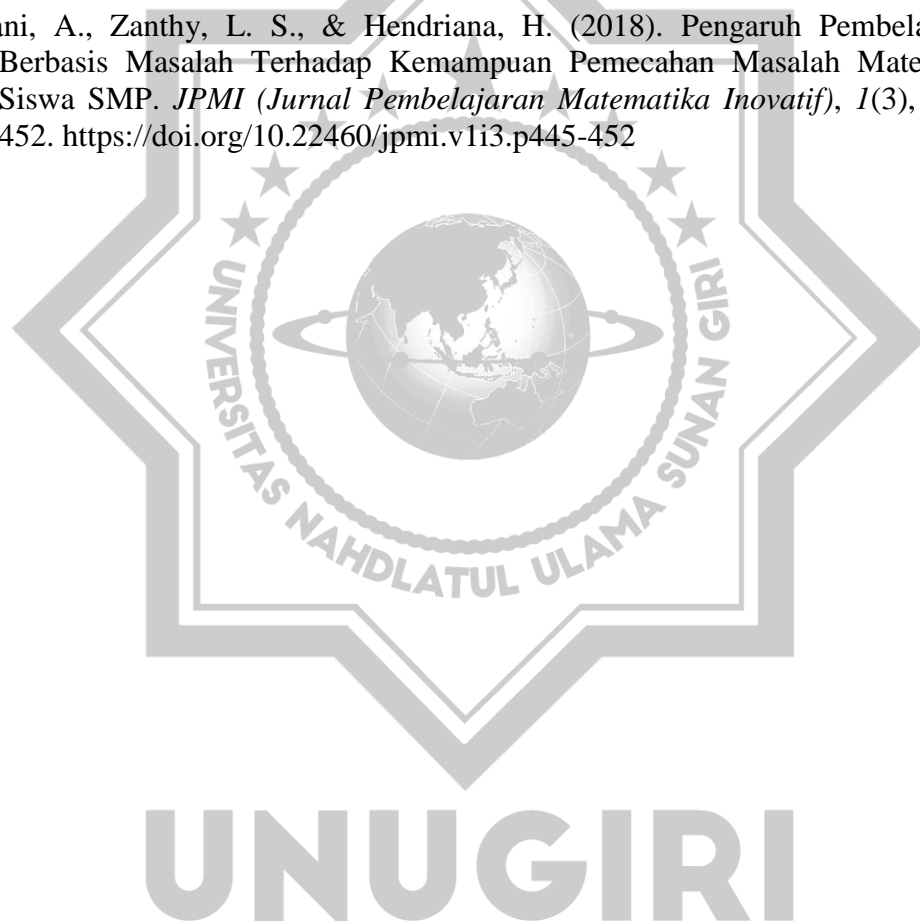 ni, A., Zanthy, L. S., & Hendriana, H. (2018). Pengaruh Pembela
Berbasis Masalah Terhadap Kemampuan Pemecahan Masalah Mate
Siswa SMP. JPMI (Jurnal Pembelajaran Matematika Inovatif), 1(3),
452. https://doi.org/10.22460/jpmi.v1i3.p445-452
UNIVERSITAS NAHDLATUL ULAMA SUNAN GIRI
UNUGIRI